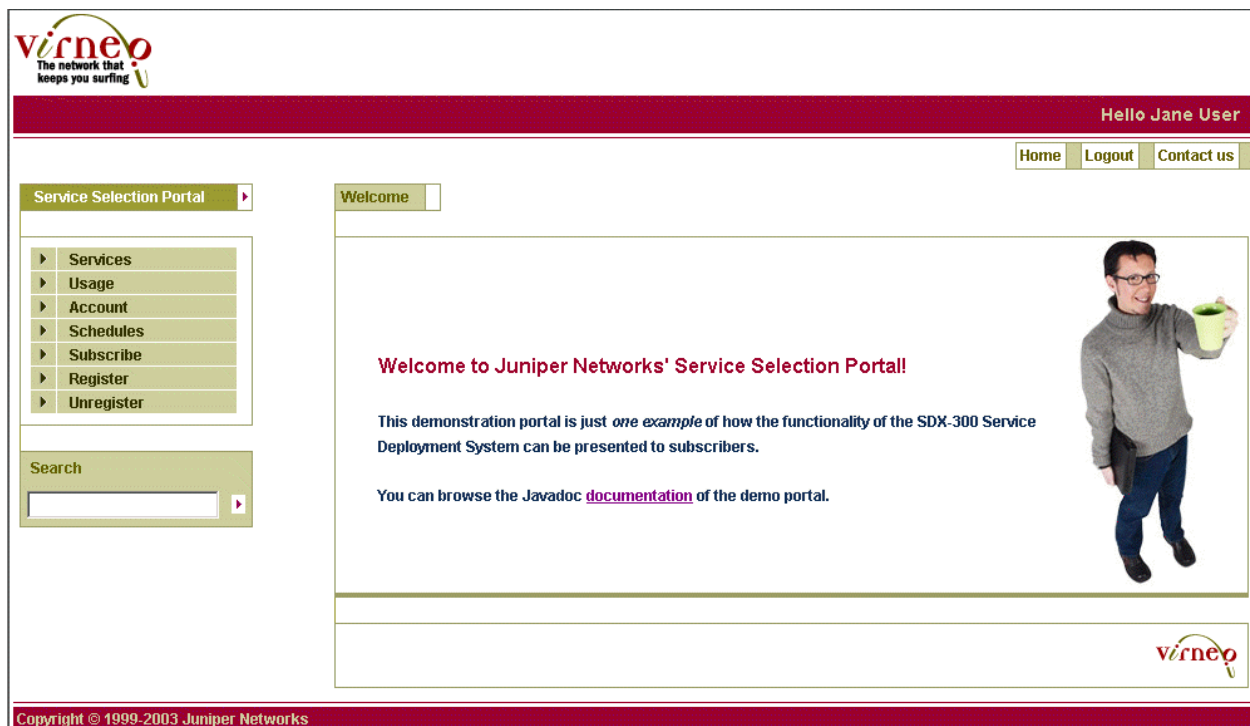 virneo
The network that
keeps you surfing
Hello Jane User
Home Logout Contact us
Service Selection Portal
Welcome
Services
Usage
Account
Schedules
Subscribe
Register
Unregister
Search
Welcome to Juniper Networks' Service Selection Portal!
This demonstration portal is just one example of how the functionality of the SDX-300 Service
Deployment System can be presented to subscribers.
You can browse the Javadoc documentation of the demo portal.
virneo
Copyright © 1999-2003 Juniper Networks